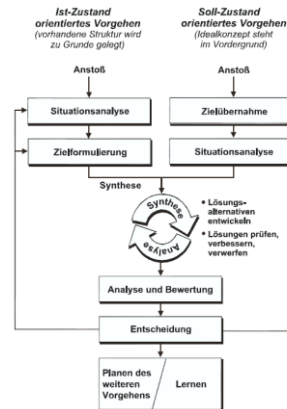 Ist-Zustand
orientiertes Vorgehen
(vorhandene Struktur wird
zu Grunde gelegt)
Soll-Zustand
orientiertes Vorgehen
(Idealkonzept steht
im Vordergrund)
Anstoß
Anstoß
Situationsanalyse
Zielübernahme
Zielformulierung
Situationsanalyse
Synthese
Synthese
Analyse
• Lösungs-
alternativen
entwickeln
• Lösungen prüfen,
verbessern,
verwerfen
Analyse und Bewertung
Entscheidung
Planen des
weiteren
Vorgehens
Lernen